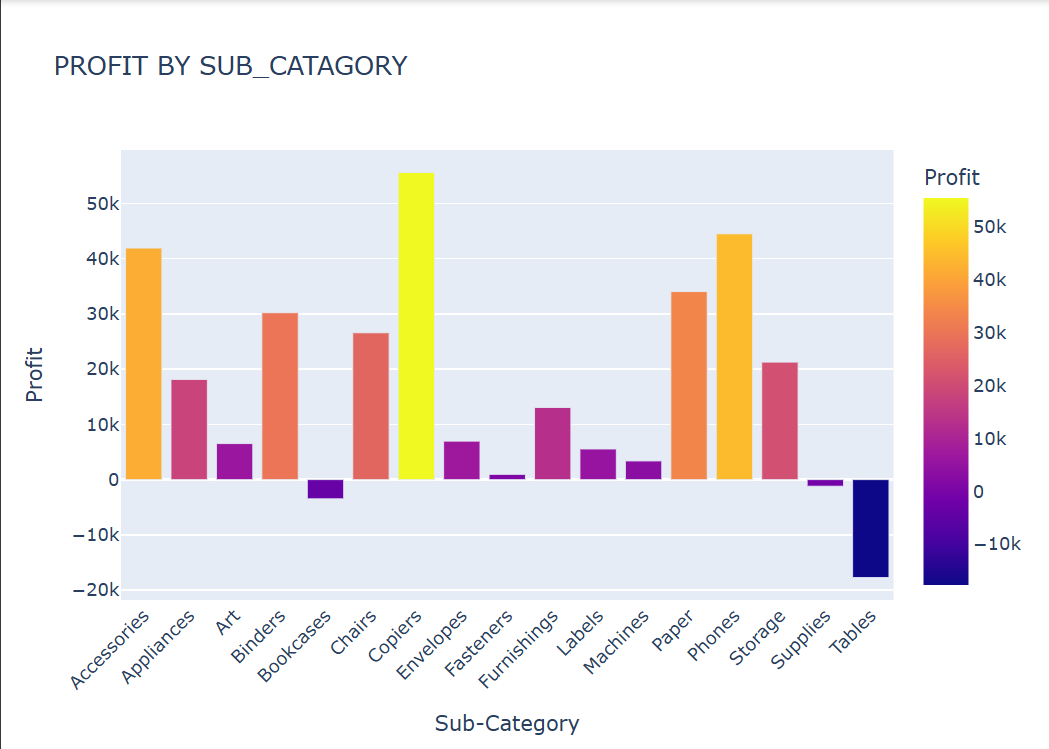 PROFIT BY SUB_CATAGORY
Profit
50k
40k
30k
20k
10k
0
−10k
−20k
Accessories
Appliances
Art
Binders
Bookcases
Chairs
Copiers
Envelopes
Fasteners
Furnishings
Labels
Machines
Paper
Phones
Storage
Supplies
Tables
Sub-Category
Profit
50k
40k
30k
20k
10k
0
−10k